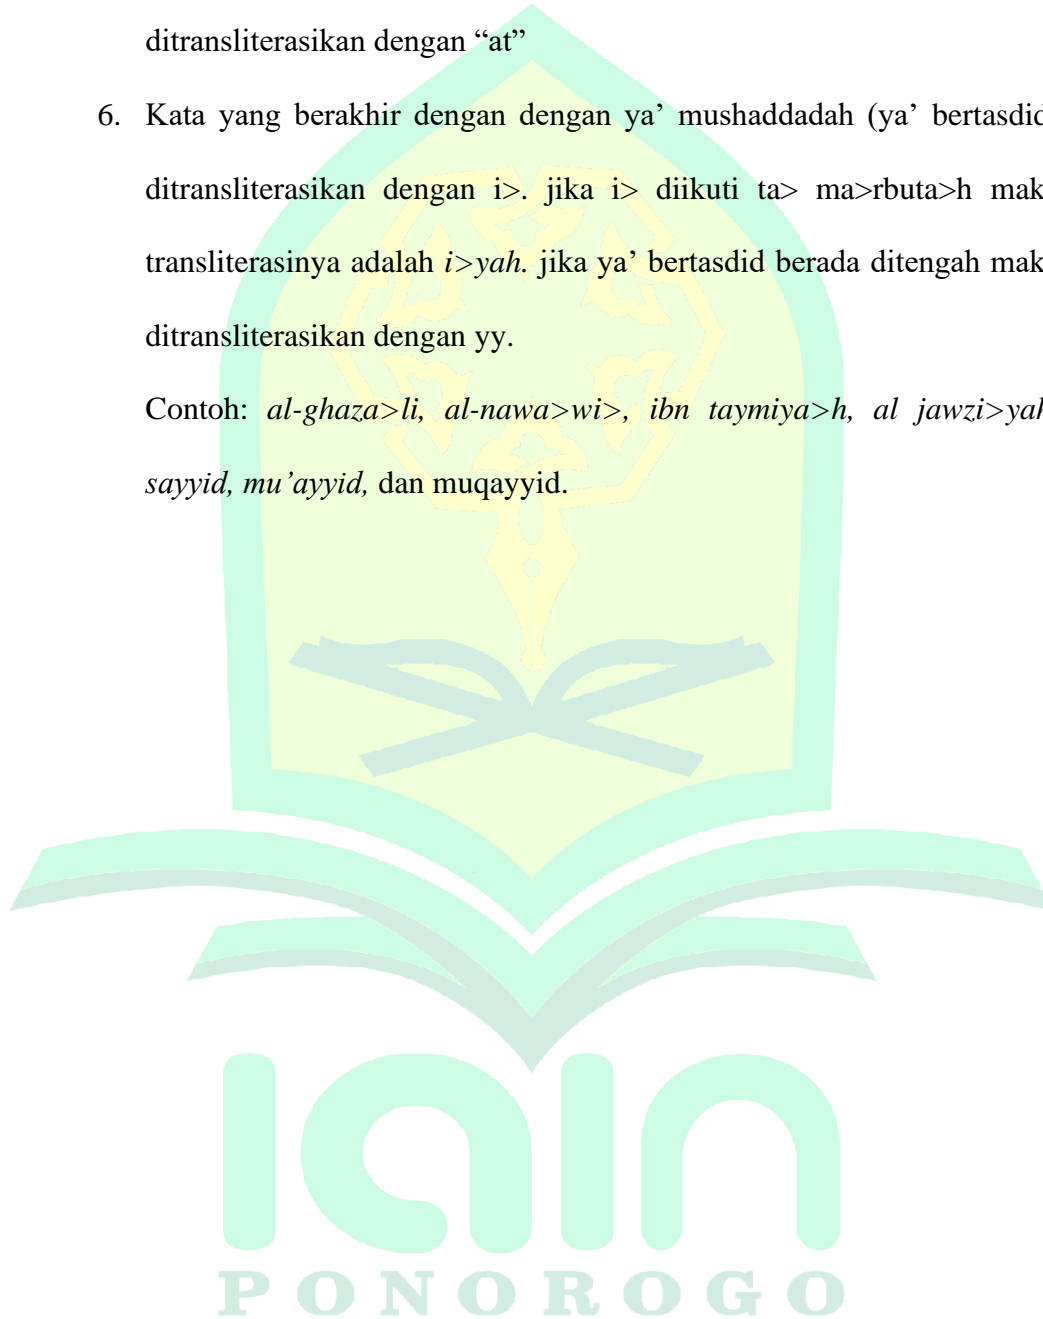 ditransliterasikan dengan “at”
6. Kata yang berakhir dengan dengan ya’ mushaddadah (ya’ bertasdid
ditransliterasikan dengan i>. jika i> diikuti ta> ma>rbuta>h mak
transliterasinya adalah i>yah. jika ya’ bertasdid berada ditengah mak
ditransliterasikan dengan yy.
Contoh: al-ghaza>li, al-nawa>wi>, ibn taymiya>h, al jawzi>yah
sayyid, mu’ayyid, dan muqayyid.
iain
PONOROGO